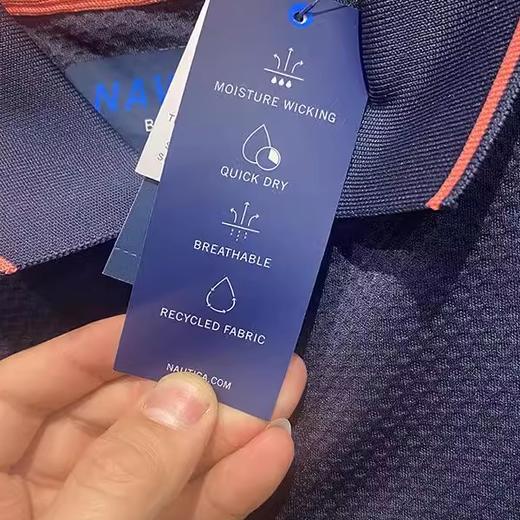 MOISTURE WICKING
QUICK DRY
BREATHABLE
RECYCLED FABRIC
NAUTICA.COM